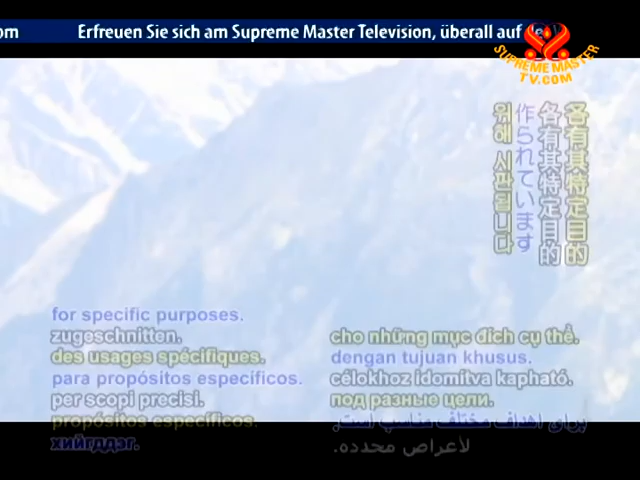 om Erfreuen Sie sich am Supreme Master Television, überall auf de
SUPREME MASTER
TV.COM
各有其特定目的
各有其特定目的
作られています
위해 시판됩니다
for specific purposes.
zugeschnitten.
des usages spécifiques.
para propósitos específicos.
per scopi precisi.
propósitos específicos.
хийгддэг.
cho những mục đích cụ thể.
dengan tujuan khusus.
célokhoz idomítva kapható.
под разные цели.
برای اهداف مختلف مناسب است.
لأغراض محددة.